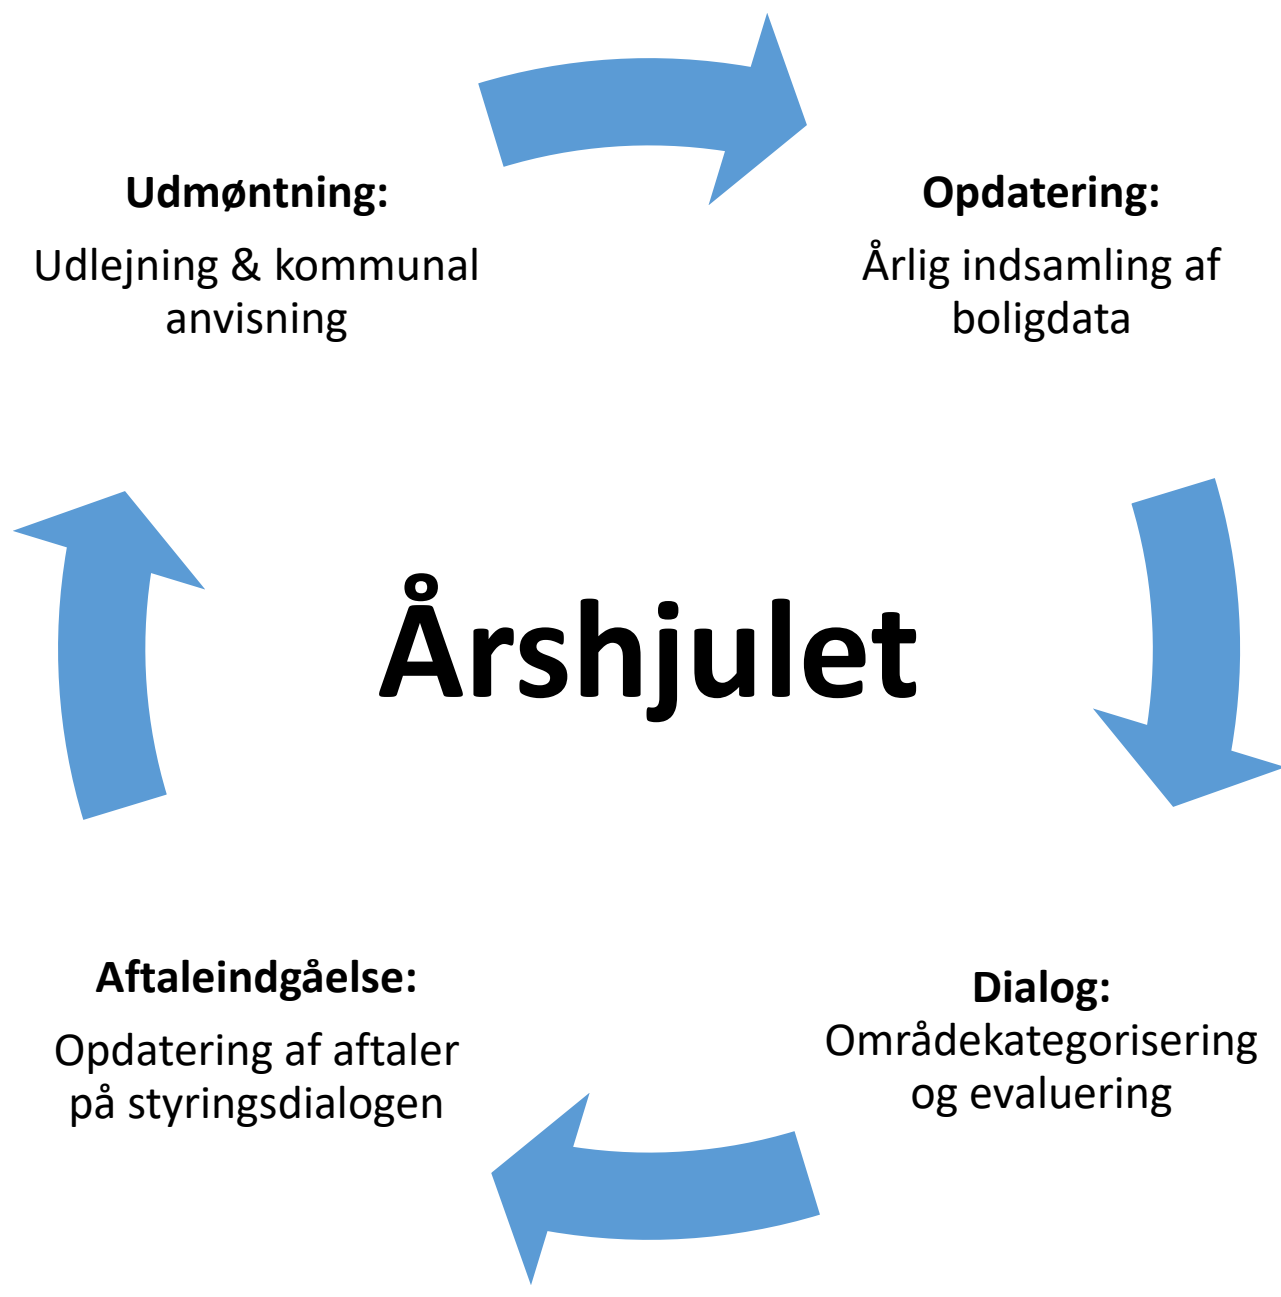 Udmøntning:
Udlejning & kommunal
anvisning
Opdatering:
Årlig indsamling af
boligdata
Årshjulet
Aftaleindgåelse:
Opdatering af aftaler
på styringsdialogen
Dialog:
Områdekategorisering
og evaluering